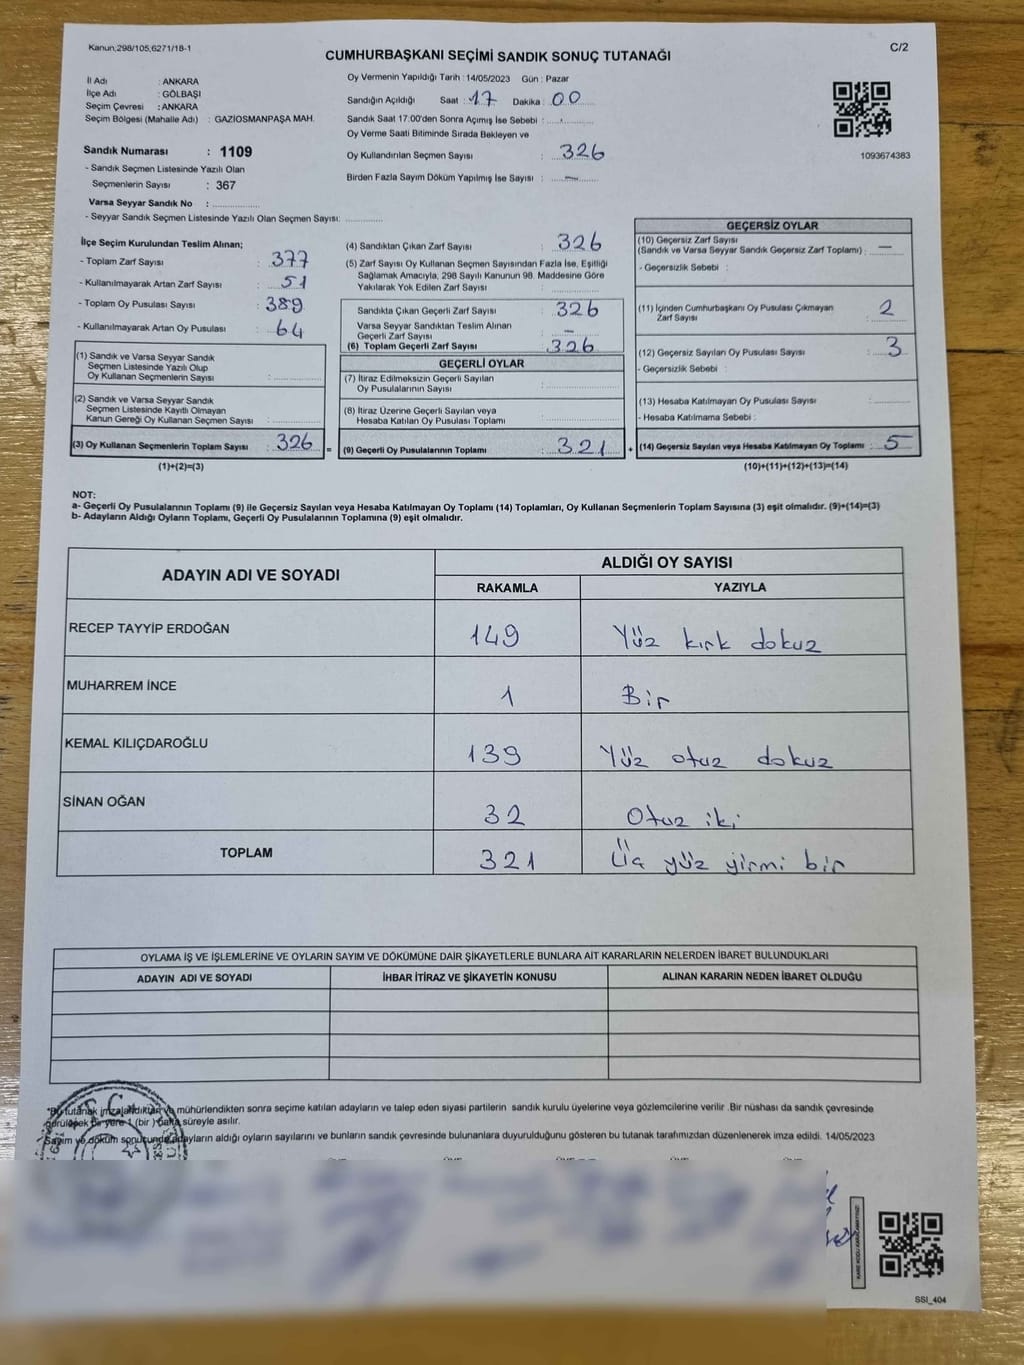 Kanun,298/105,6271/18-1
C/2
CUMHURBAŞKANI SEÇİMİ SANDIK SONUÇ TUTANAĞI
İl Adı : ANKARA
İlçe Adı : GÖLBAŞI
Seçim Çevresi : ANKARA
Seçim Bölgesi (Mahalle Adı) : GAZİOSMANPAŞA MAH.
Sandık Numarası : 1109
- Sandık Seçmen Listesinde Yazılı Olan
Seçmenlerin Sayısı : 367
Varsa Seyyar Sandık No :
- Seyyar Sandık Seçmen Listesinde Yazılı Olan Seçmen Sayısı:
Oy Vermenin Yapıldığı Tarih : 14/05/2023 Gün : Pazar
Sandığın Açıldığı Saat : 17 Dakika : 00
Sandık Saat 17.00'den Sonra Açımış İse Sebebi :
Oy Verme Saati Bitiminde Sırada Bekleyen ve
Oy Kullandırılan Seçmen Sayısı : 326
Birden Fazla Sayım Döküm Yapılmış İse Sayısı : —
1093674383
İlçe Seçim Kurulundan Teslim Alınan;
- Toplam Zarf Sayısı : 377
- Kullanılmayarak Artan Zarf Sayısı : 51
- Toplam Oy Pusulası Sayısı : 389
- Kullanılmayarak Artan Oy Pusulası : 64
(1) Sandık ve Varsa Seyyar Sandık
Seçmen Listesinde Yazılı Olup
Oy Kullanan Seçmenlerin Sayısı :
(2) Sandık ve Varsa Seyyar Sandık
Seçmen Listesinde Kayıtlı Olmayan
Kanun Gereği Oy Kullanan Seçmen Sayısı :
(3) Oy Kullanan Seçmenlerin Toplam Sayısı : 326
(1)+(2)=(3)
=
(4) Sandıktan Çıkan Zarf Sayısı : 326
(5) Zarf Sayısı Oy Kullanan Seçmen Sayısından Fazla İse, Eşitliği
Sağlamak Amacıyla, 298 Sayılı Kanunun 98. Maddesine Göre
Yakılarak Yok Edilen Zarf Sayısı :
Sandıkta Çıkan Geçerli Zarf Sayısı : 326
Varsa Seyyar Sandıktan Teslim Alınan
Geçerli Zarf Sayısı : —
(6) Toplam Geçerli Zarf Sayısı : 326
GEÇERLİ OYLAR
(7) İtiraz Edilmeksizin Geçerli Sayılan
Oy Pusulalarının Sayısı :
(8) İtiraz Üzerine Geçerli Sayılan veya
Hesaba Katılan Oy Pusulası Toplamı :
(9) Geçerli Oy Pusulalarının Toplamı : 321
+
GEÇERSİZ OYLAR
(10) Geçersiz Zarf Sayısı
(Sandık ve Varsa Seyyar Sandık Geçersiz Zarf Toplamı) : —
- Geçersizlik Sebebi :
(11) İçinden Cumhurbaşkanı Oy Pusulası Çıkmayan
Zarf Sayısı : 2
(12) Geçersiz Sayılan Oy Pusulası Sayısı : 3
- Geçersizlik Sebebi :
(13) Hesaba Katılmayan Oy Pusulası Sayısı :
- Hesaba Katılmama Sebebi :
(14) Geçersiz Sayılan veya Hesaba Katılmayan Oy Toplamı : 5
(10)+(11)+(12)+(13)=(14)
NOT:
a- Geçerli Oy Pusulalarının Toplamı (9) ile Geçersiz Sayılan veya Hesaba Katılmayan Oy Toplamı (14) Toplamları, Oy Kullanan Seçmenlerin Toplam Sayısına (3) eşit olmalıdır. (9)+(14)=(3)
b- Adayların Aldığı Oyların Toplamı, Geçerli Oy Pusulalarının Toplamına (9) eşit olmalıdır.
ADAYIN ADI VE SOYADI
ALDIĞI OY SAYISI
RAKAMLA YAZIYLA
RECEP TAYYİP ERDOĞAN 149 Yüz kırk dokuz
MUHARREM İNCE 1 Bir
KEMAL KILIÇDAROĞLU 139 Yüz otuz dokuz
SİNAN OĞAN 32 Otuz iki
TOPLAM 321 Üç yüz yirmi bir
OYLAMA İŞ VE İŞLEMLERİNE VE OYLARIN SAYIM VE DÖKÜMÜNE DAİR ŞİKAYETLERLE BUNLARA AİT KARARLARIN NELERDEN İBARET BULUNDUKLARI
ADAYIN ADI VE SOYADI İHBAR İTİRAZ VE ŞİKAYETİN KONUSU ALINAN KARARIN NEDEN İBARET OLDUĞU
*Bu tutanak imzalandıktan ve mühürlendikten sonra seçime katılan adayların ve talep eden siyasi partilerin sandık kurulu üyelerine veya gözlemcilerine verilir .Bir nüshası da sandık çevresinde
görülecek bir yere 1 (bir ) hafta süreyle asılır.
Sayım ve döküm sonucunda adayların aldığı oyların sayılarını ve bunların sandık çevresinde bulunanlara duyurulduğunu gösteren bu tutanak tarafımızdan düzenlenerek imza edildi. 14/05/2023
T.C.
SSİ_404